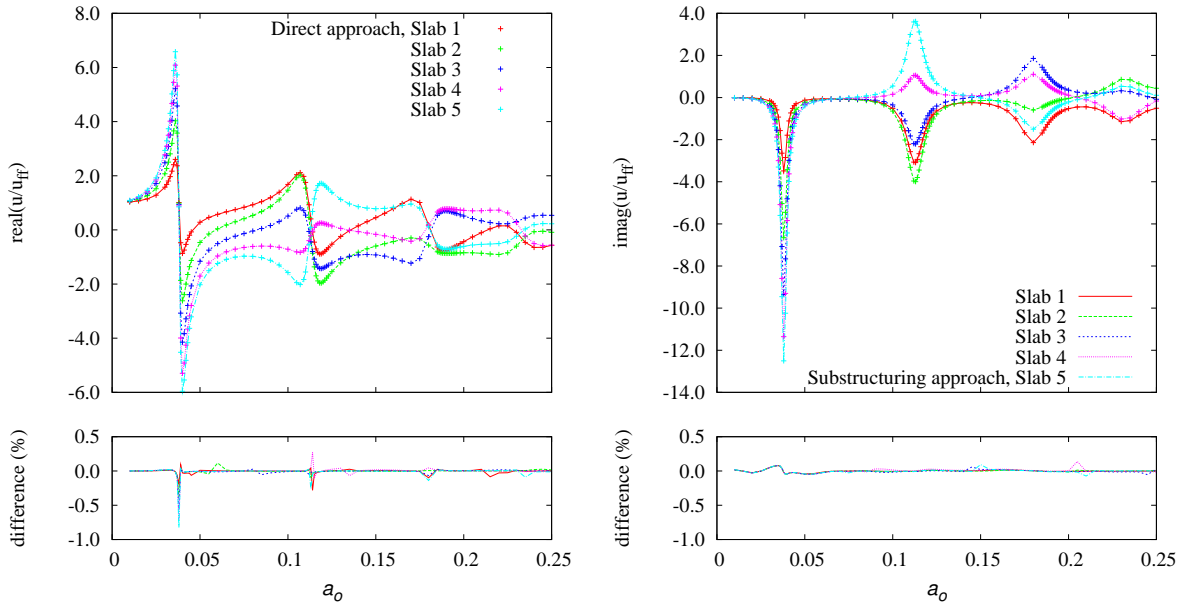 8.0
6.0
4.0
2.0
0.0
-2.0
-4.0
-6.0
real(u/u_ff)
Direct approach, Slab 1
Slab 2
Slab 3
Slab 4
Slab 5
0.5
0.0
-0.5
-1.0
difference (%)
0
0.05
0.1
0.15
0.2
0.25
a_o
4.0
2.0
0.0
-2.0
-4.0
-6.0
-8.0
-10.0
-12.0
-14.0
imag(u/u_ff)
Slab 1
Slab 2
Slab 3
Slab 4
Substructuring approach, Slab 5
0.5
0.0
-0.5
-1.0
difference (%)
0
0.05
0.1
0.15
0.2
0.25
a_o